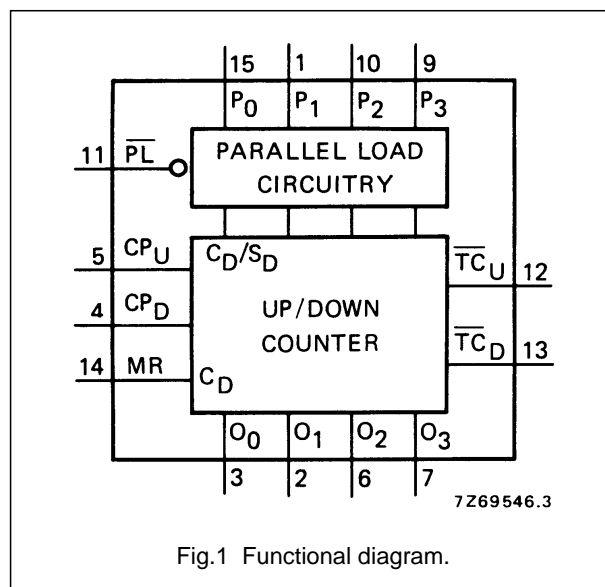 15 1 10 9
P0 P1 P2 P3
11 PL
PARALLEL LOAD
CIRCUITRY
5 CPU
CD/SD
TCU 12
4 CPD
UP/DOWN
COUNTER
TCD 13
14 MR
CD
O0 O1 O2 O3
3 2 6 7
7Z69546.3
Fig.1 Functional diagram.